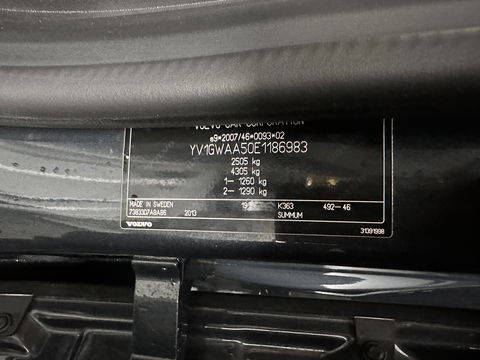 VOLVO CAR CORPORATION
e9*2007/46*0093*02
YV1GWAA50E1186983
2505 kg
4305 kg
1— 1260 kg
2— 1290 kg
MADE IN SWEDEN K363 492-46
2013 SUMMUM
VOLVO 31391998